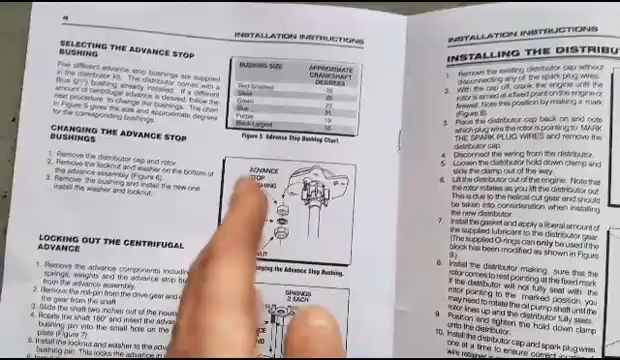 4
INSTALLATION INSTRUCTIONS
SELECTING THE ADVANCE STOP
BUSHING
Five different advance stop bushings are supplied
in the distributor kit. The distributor comes with a
Blue (21°) bushing already installed. If a different
amount of centrifugal advance is desired, follow the
next procedure to change the bushings. The chart
in Figure 5 gives the size and approximate degrees
for the corresponding bushings.
BUSHING SIZE APPROXIMATE
CRANKSHAFT
DEGREES
Silver
Green
Blue
Purple
Black-Largest 18
Figure 5 Advance Stop Bushing Chart.
CHANGING THE ADVANCE STOP
BUSHINGS
1. Remove the distributor cap and rotor.
2. Remove the locknut and washer on the bottom of
the advance assembly (Figure 6).
3. Remove the bushing and install the new one
install the washer and locknut.
ADVANCE
STOP
hanging the Advance Stop Bushing.
LOCKING OUT THE CENTRIFUGAL
ADVANCE
1. Remove the advance components
springs, weights and the advance stop
from the advance assembly.
2. Remove the roll-pin from the drive gear and
the gear from the shaft.
3. Slide the shaft two inches out of the
4. Rotate the shaft 180° and insert the
bushing pin into the small hole on the
plate (Figure 7).
5. Install the locknut and washer to the
bushing pin. This locks the advance in
SPRINGS
2 EACH
INSTALLATION INSTRUCTIONS
INSTALLING THE DISTRIBU
1. Remove the existing distributor cap without
disconnecting any of the spark plug wires.
2. With the cap off, crank the engine until the
rotor is aimed at a fixed point on the engine or
firewall. Note this position by making a mark
(Figure 8).
3. Place the distributor cap back on and note
which plug wire the rotor is pointing to MARK
THE SPARK PLUG WIRES and remove the
distributor cap.
4. Disconnect the wiring from the distributor.
5. Loosen the distributor hold down clamp and
slide the clamp out of the way.
6. Lift the distributor out of the engine. Note that
the rotor rotates as you lift the distributor out.
This is due to the helical cut gear and should
be taken into consideration when installing
the new distributor.
7. Install the gasket and apply a liberal amount of
the supplied lubricant to the distributor gear.
(The supplied O-rings can only be used if the
block has been modified as shown in Figure
9.)
8. Install the distributor making sure that the
rotor comes to rest pointing at the fixed mark
If the distributor will not fully seat with the
rotor pointing to the marked position, you
may need to rotate the oil pump shaft until the
rotor lines up and the distributor fully seats.
9. Position and tighten the hold down clamp
onto the distributor.
10. Install the distributor cap and spark plug wires
one at a time to ensure correct